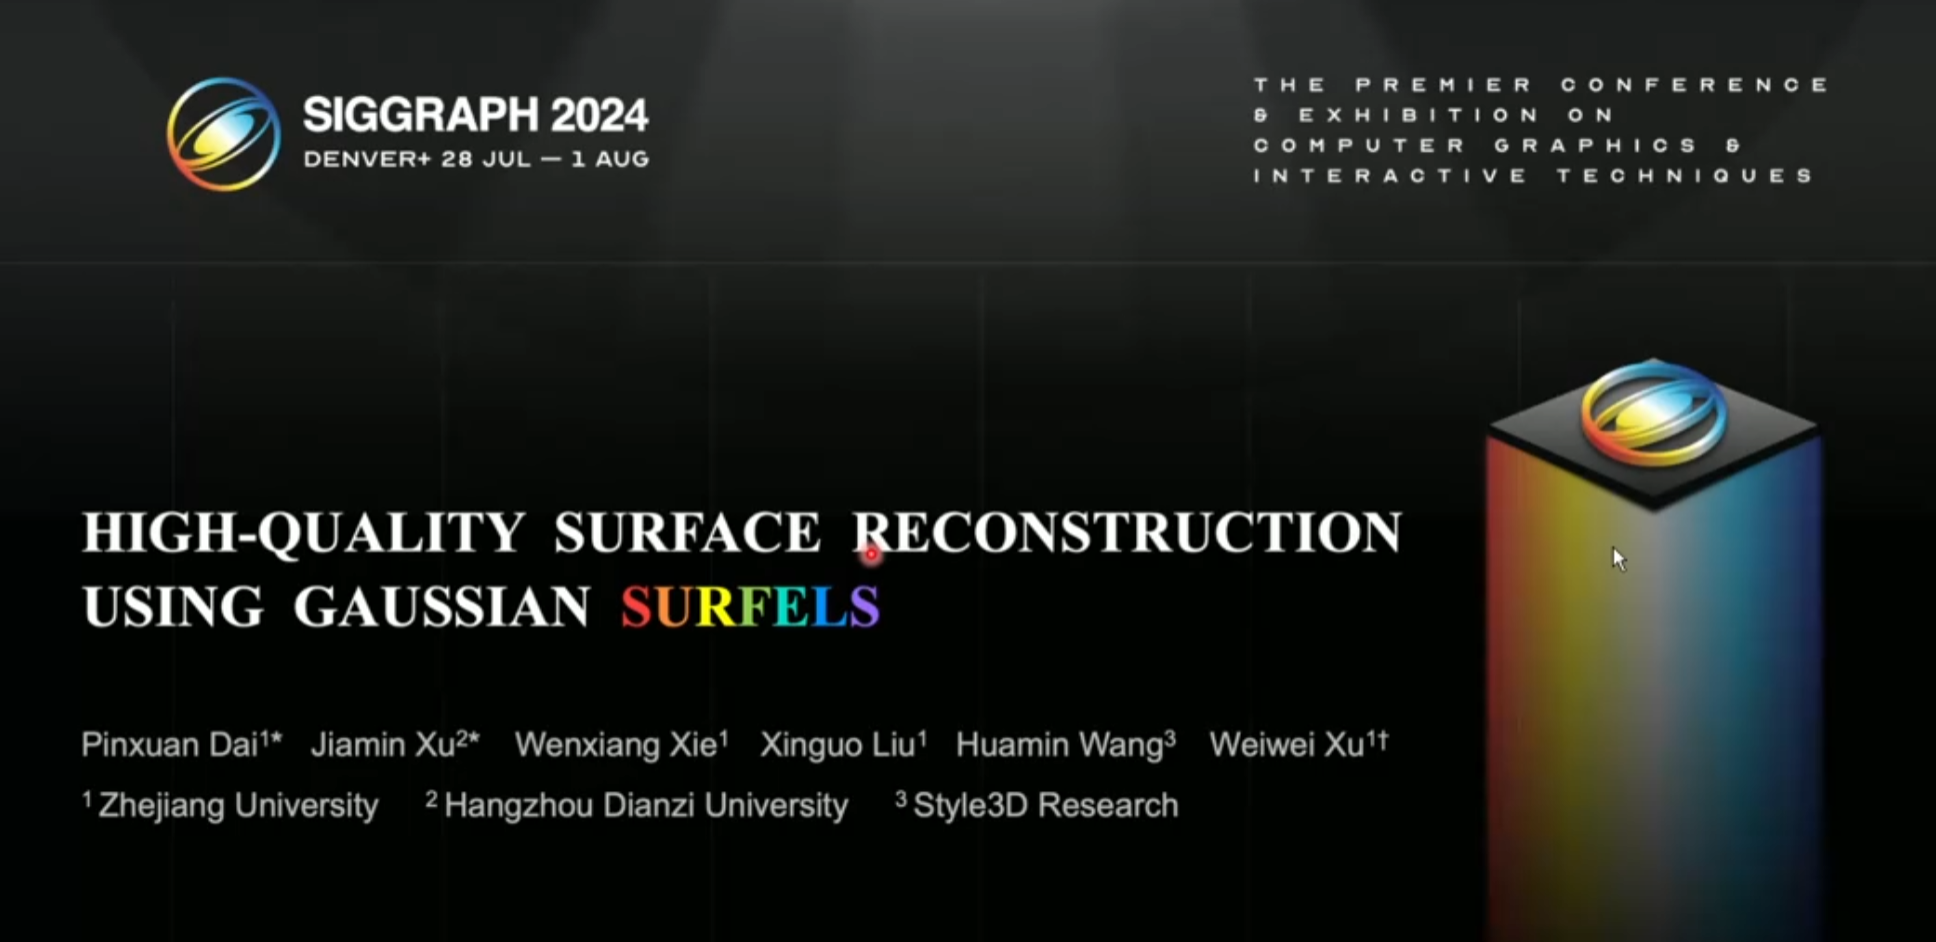 SIGGRAPH 2024
DENVER+ 28 JUL — 1 AUG
THE PREMIER CONFERENCE
& EXHIBITION ON
COMPUTER GRAPHICS &
INTERACTIVE TECHNIQUES
HIGH-QUALITY SURFACE RECONSTRUCTION
USING GAUSSIAN SURFELS
Pinxuan Dai¹* Jiamin Xu²* Wenxiang Xie¹ Xinguo Liu¹ Huamin Wang³ Weiwei Xu¹†
¹ Zhejiang University ² Hangzhou Dianzi University ³ Style3D Research